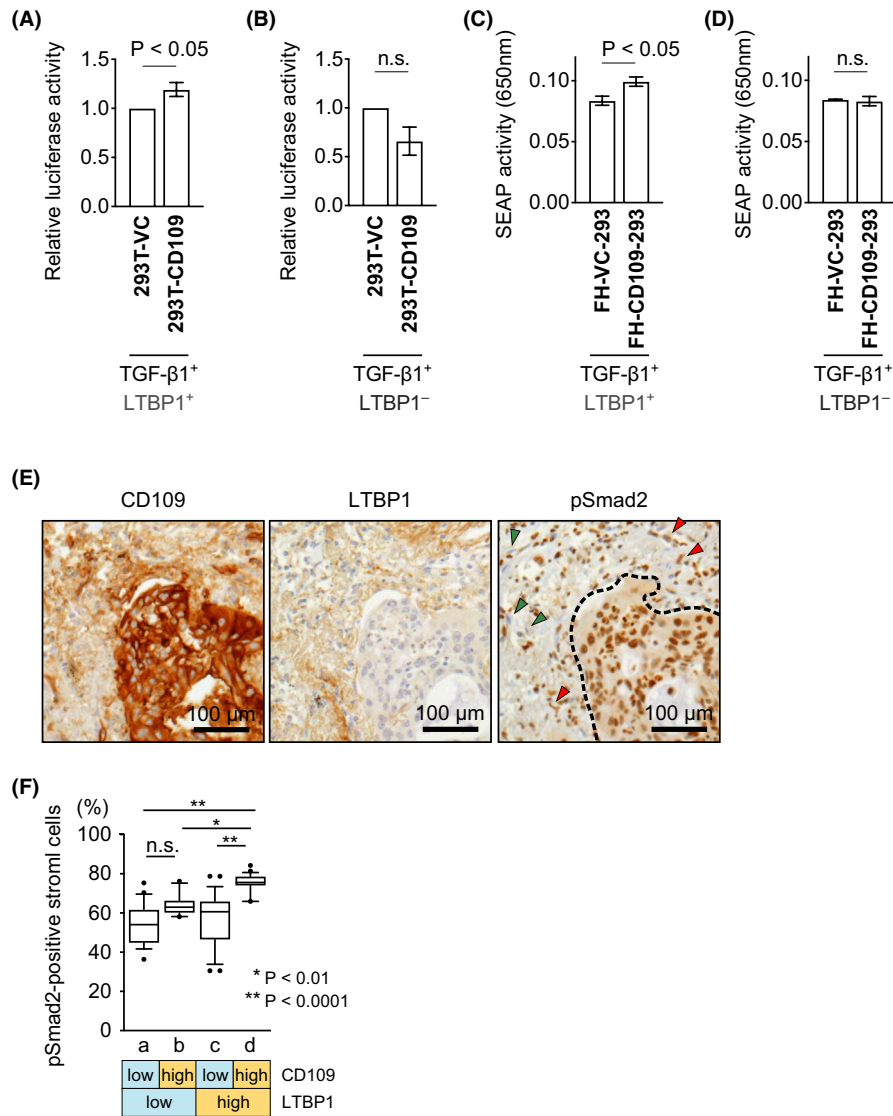 (A)
Relative luciferase activity
P < 0.05
1.5
1.0
0.5
0.0
293T-VC
293T-CD109
TGF-β1⁺
LTBP1⁺
(B)
Relative luciferase activity
n.s.
1.5
1.0
0.5
0.0
293T-VC
293T-CD109
TGF-β1⁺
LTBP1⁻
(C)
SEAP activity (650nm)
P < 0.05
0.10
0.05
0.00
FH-VC-293
FH-CD109-293
TGF-β1⁺
LTBP1⁺
(D)
SEAP activity (650nm)
n.s.
0.10
0.05
0.00
FH-VC-293
FH-CD109-293
TGF-β1⁺
LTBP1⁻
(E)
CD109
LTBP1
pSmad2
100 μm
100 μm
100 μm
(F)
pSmad2-positive stroml cells
(%)
100
80
60
40
20
0
n.s.
**
*
**
* P < 0.01
** P < 0.0001
a b c d
low high low high CD109
low high LTBP1